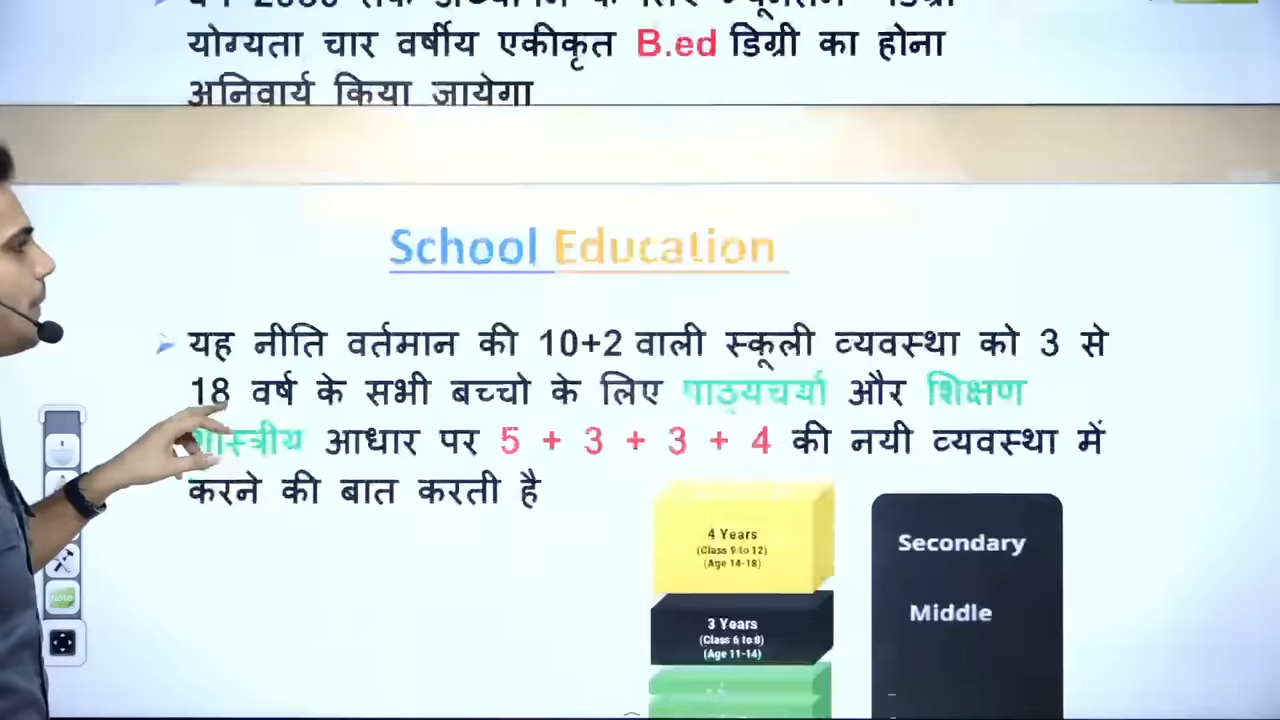 योग्यता चार वर्षीय एकीकृत B.ed डिग्री का होना
अनिवार्य किया जायेगा
School Education
यह नीति वर्तमान की 10+2 वाली स्कूली व्यवस्था को 3 से
18 वर्ष के सभी बच्चो के लिए पाठ्यचर्या और शिक्षण
शास्त्रीय आधार पर 5 + 3 + 3 + 4 की नयी व्यवस्था में
करने की बात करती है
4 Years
(Class 9 to 12)
(Age 14-18)
Secondary
3 Years
(Class 6 to 8)
(Age 11-14)
Middle
Note